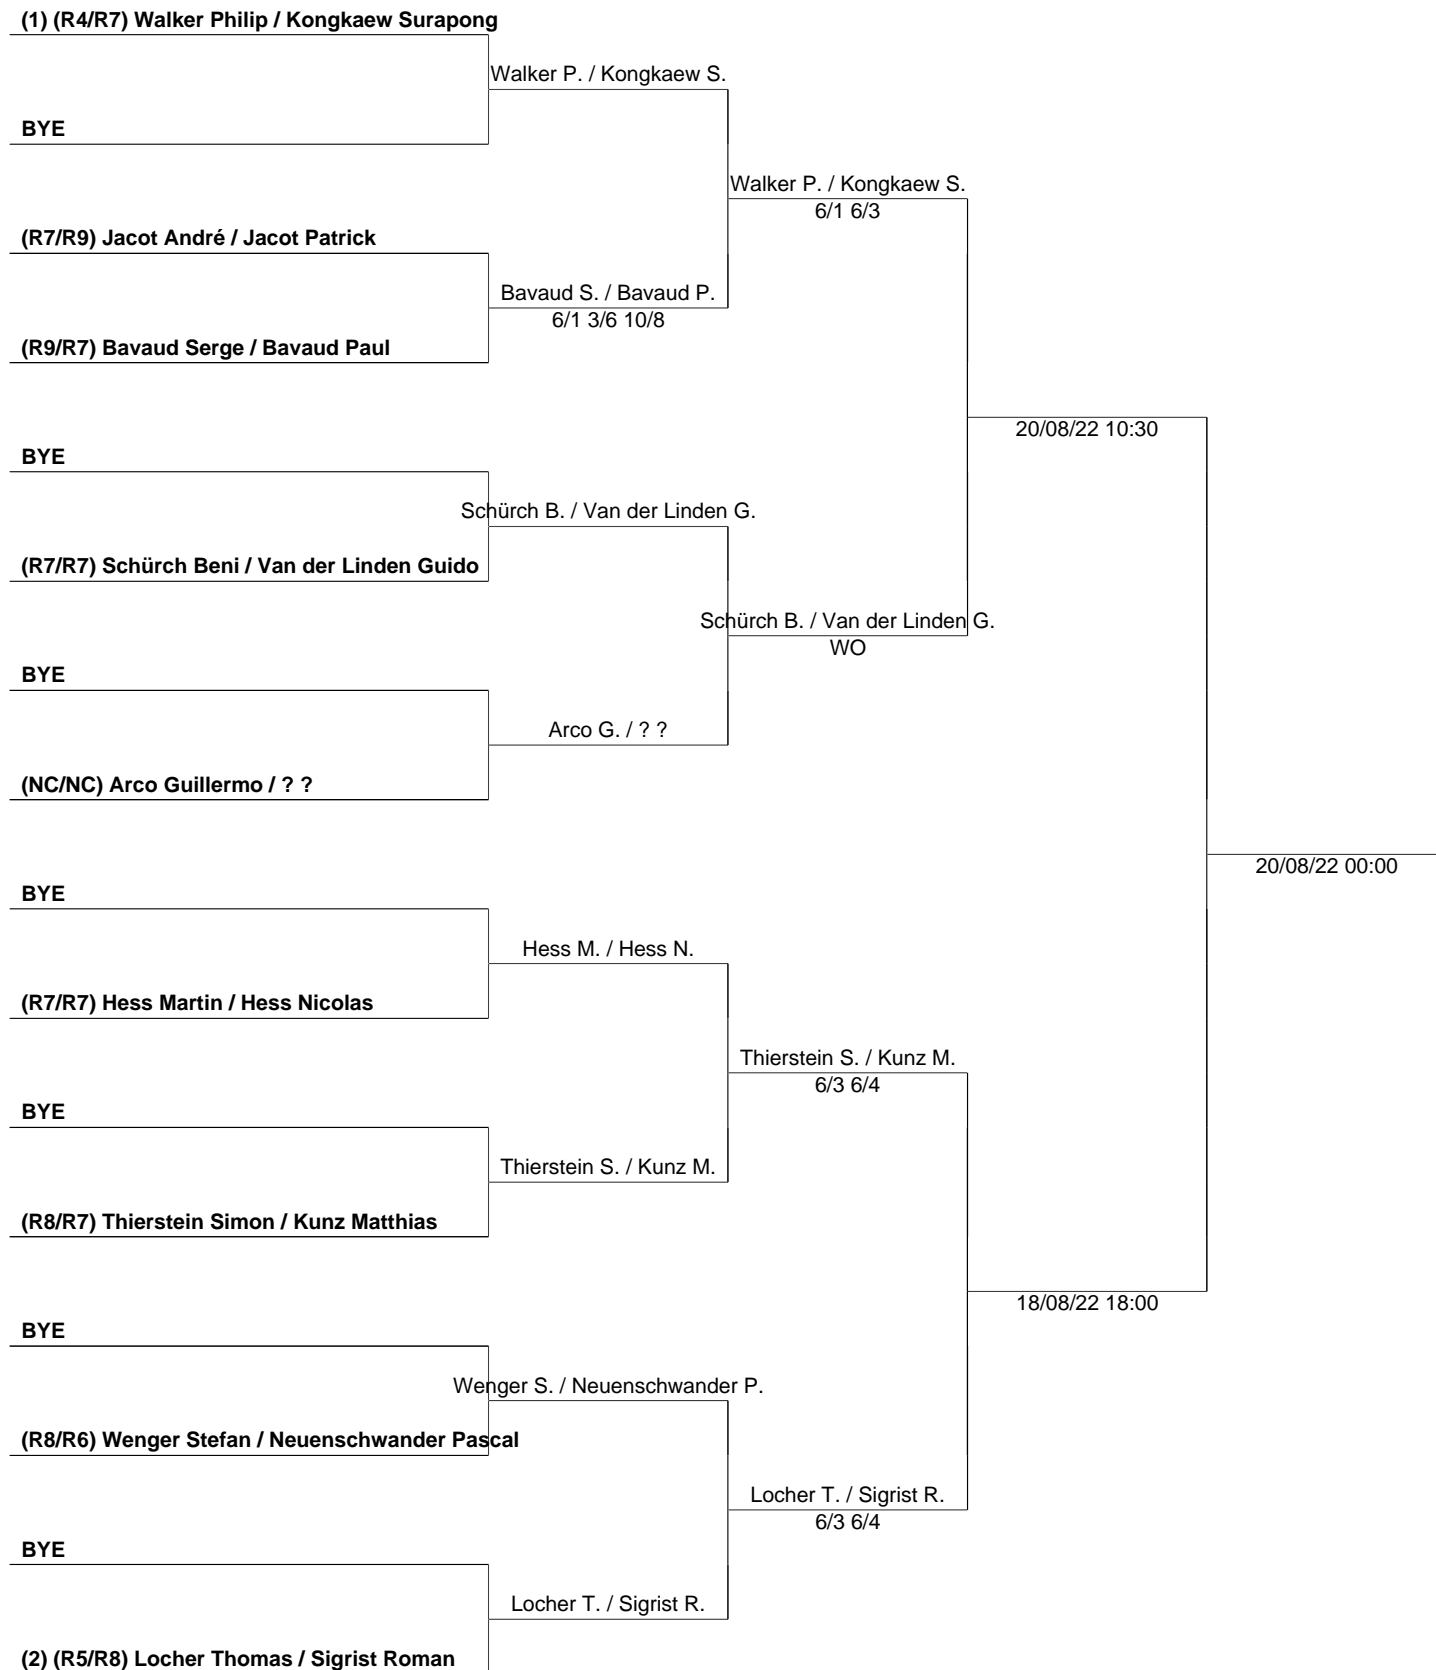 (1) (R4/R7) Walker Philip / Kongkaew Surapong
Walker P. / Kongkaew S.
BYE
Walker P. / Kongkaew S.
6/1 6/3
(R7/R9) Jacot André / Jacot Patrick
Bavaud S. / Bavaud P.
6/1 3/6 10/8
(R9/R7) Bavaud Serge / Bavaud Paul
20/08/22 10:30
BYE
Schürch B. / Van der Linden G.
(R7/R7) Schürch Beni / Van der Linden Guido
Schürch B. / Van der Linden G.
WO
BYE
Arco G. / ? ?
(NC/NC) Arco Guillermo / ? ?
20/08/22 00:00
BYE
Hess M. / Hess N.
(R7/R7) Hess Martin / Hess Nicolas
Thierstein S. / Kunz M.
6/3 6/4
BYE
Thierstein S. / Kunz M.
(R8/R7) Thierstein Simon / Kunz Matthias
18/08/22 18:00
BYE
Wenger S. / Neuenschwander P.
(R8/R6) Wenger Stefan / Neuenschwander Pascal
Locher T. / Sigrist R.
6/3 6/4
BYE
Locher T. / Sigrist R.
(2) (R5/R8) Locher Thomas / Sigrist Roman